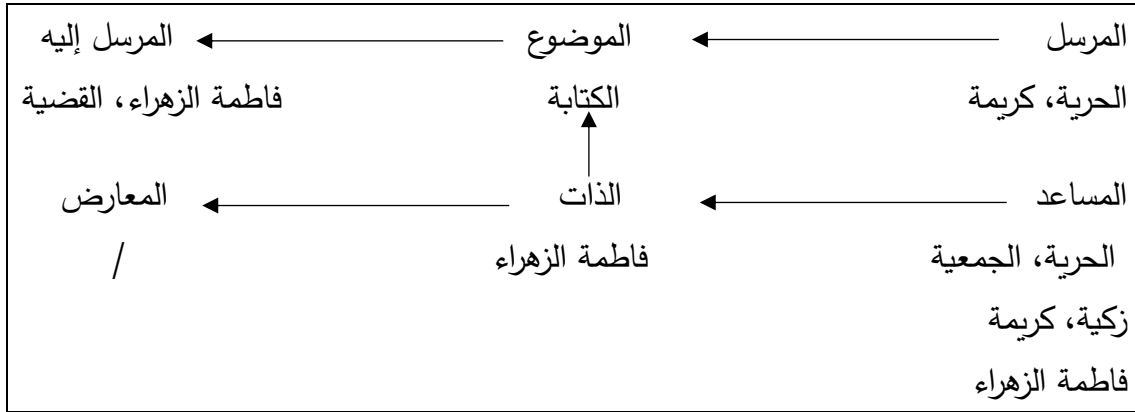 المرسل الموضوع المرسل إليه
الحرية، كريمة الكتابة فاطمة الزهراء، القضية
المساعد الذات المعارض
الحرية، الجمعية فاطمة الزهراء /
زكية، كريمة
فاطمة الزهراء